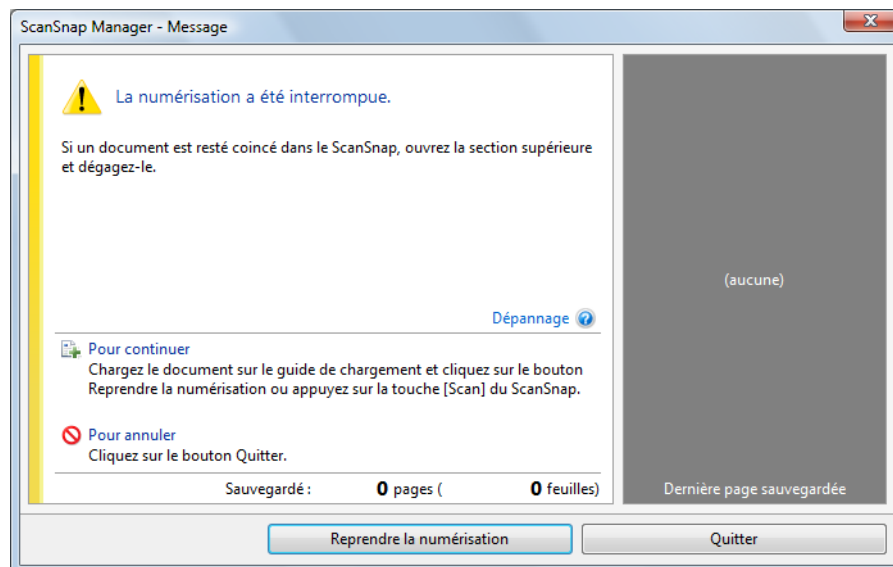 ScanSnap Manager - Message
La numérisation a été interrompue.
Si un document est resté coincé dans le ScanSnap, ouvrez la section supérieure
et dégagez-le.
(aucune)
Dépannage
Pour continuer
Chargez le document sur le guide de chargement et cliquez sur le bouton
Reprendre la numérisation ou appuyez sur la touche [Scan] du ScanSnap.
Pour annuler
Cliquez sur le bouton Quitter.
Sauvegardé : 0 pages ( 0 feuilles)
Dernière page sauvegardée
Reprendre la numérisation
Quitter